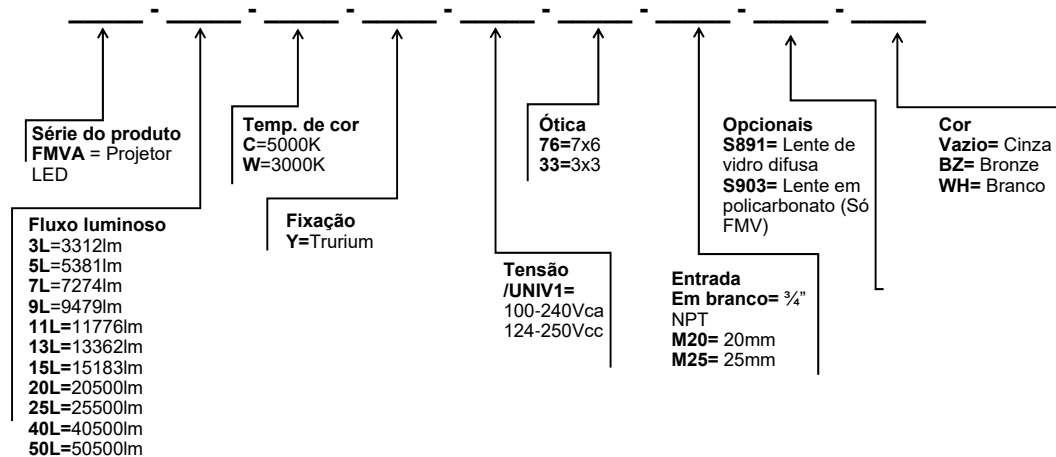 Série do produto
FMVA = Projetor
LED
Fluxo luminoso
3L=3312lm
5L=5381lm
7L=7274lm
9L=9479lm
11L=11776lm
13L=13362lm
15L=15183lm
20L=20500lm
25L=25500lm
40L=40500lm
50L=50500lm
Temp. de cor
C=5000K
W=3000K
Fixação
Y=Trurium
Tensão
/UNIV1=
100-240Vca
124-250Vcc
Ótica
76=7x6
33=3x3
Entrada
Em branco= ¾”
NPT
M20= 20mm
M25= 25mm
Opcionais
S891= Lente de
vidro difusa
S903= Lente em
policarbonato (Só
FMV)
Cor
Vazio= Cinza
BZ= Bronze
WH= Branco